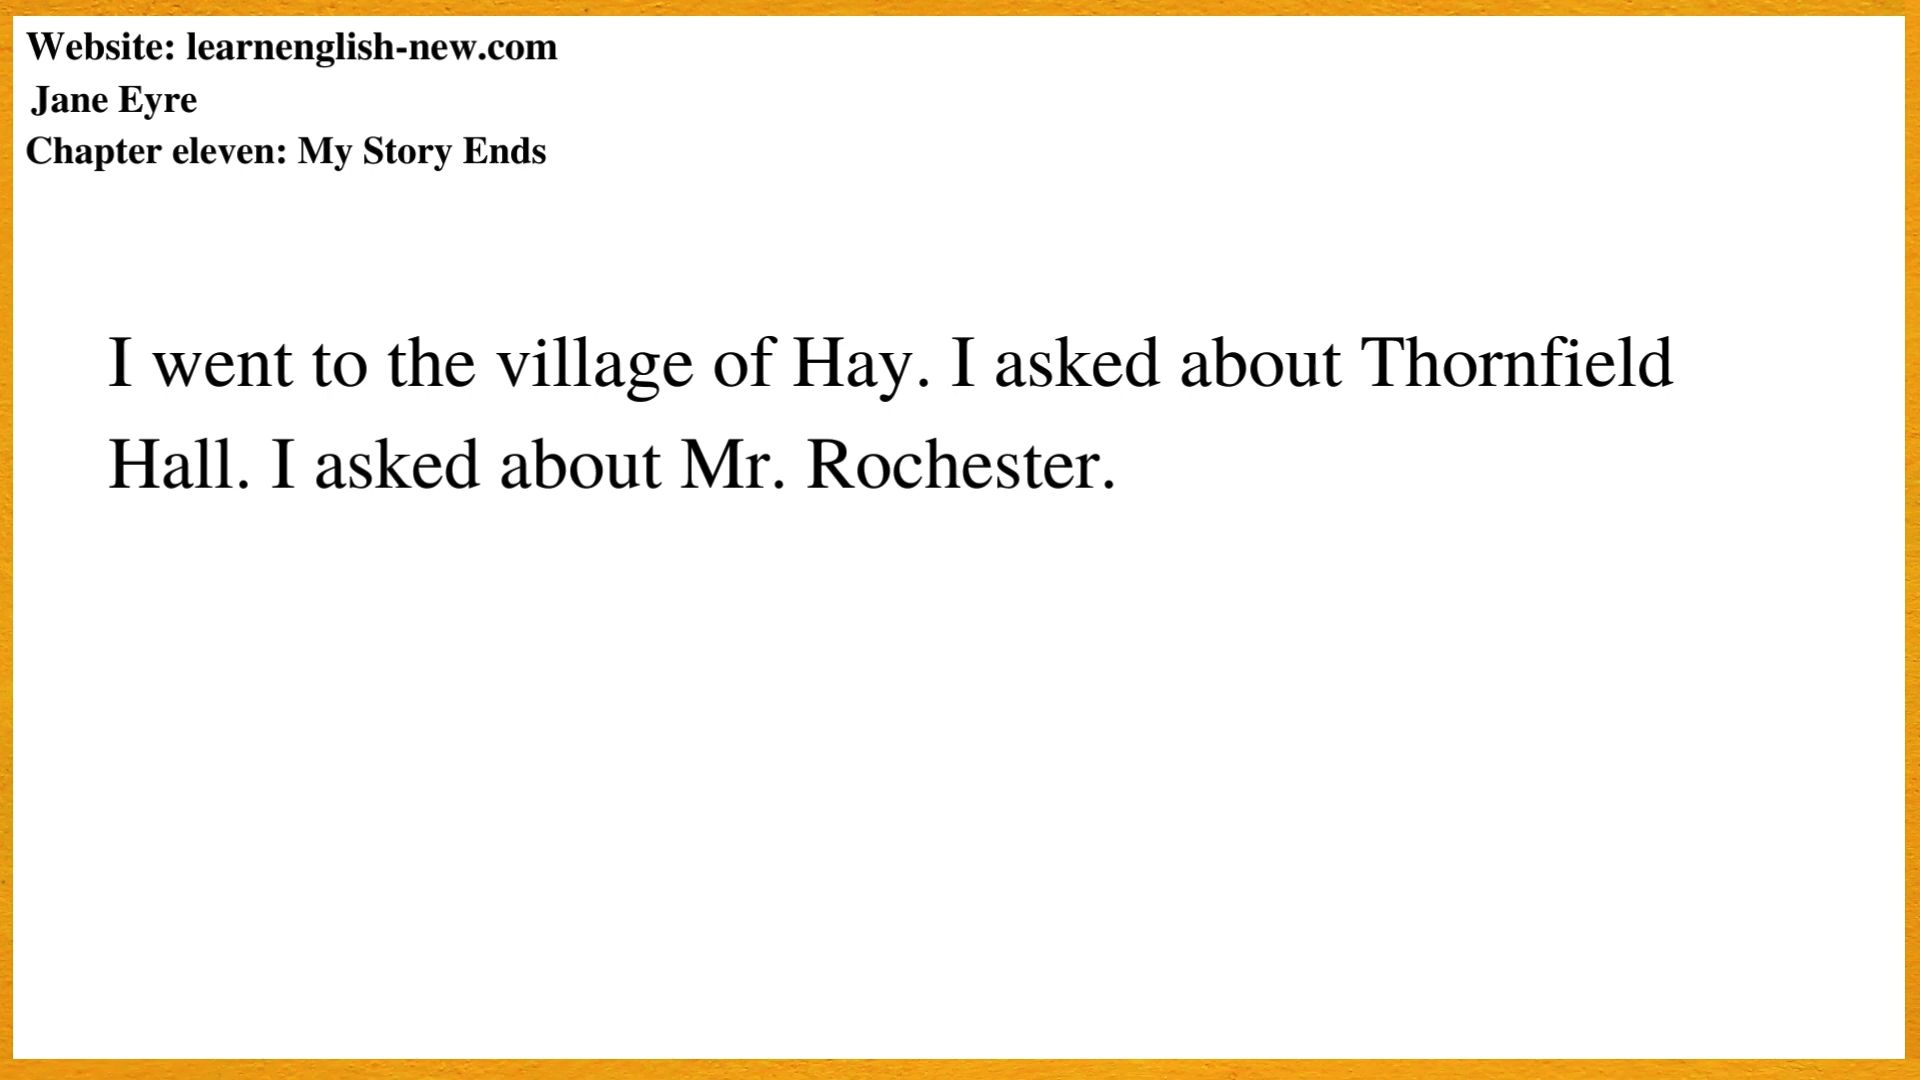 Website: learnenglish-new.com
Jane Eyre
Chapter eleven: My Story Ends
I went to the village of Hay. I asked about Thornfield
Hall. I asked about Mr. Rochester.